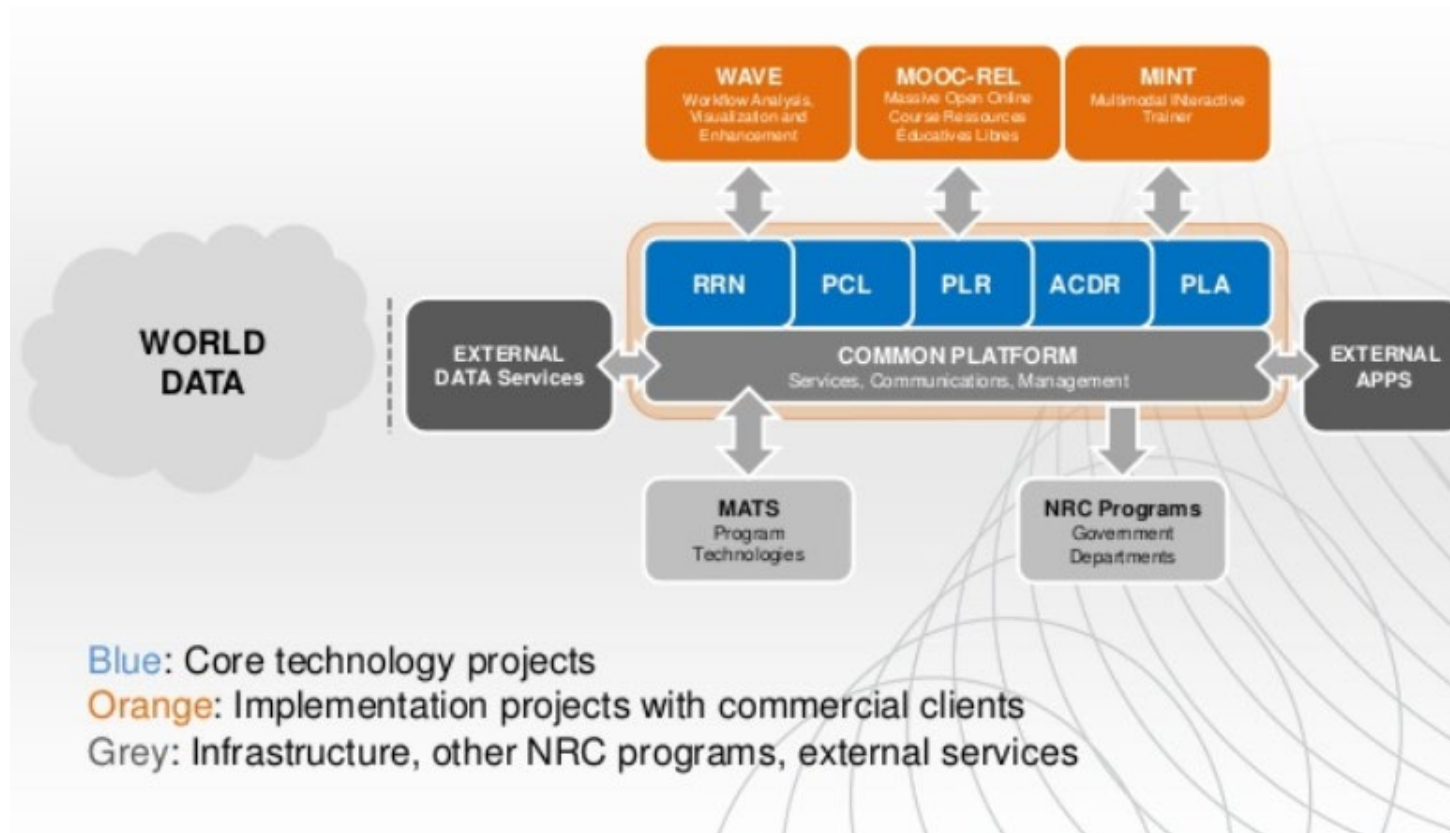 WAVE
Workflow Analysis,
Visualization and
Enhancement
MOOC-REL
Massive Open Online
Course Ressources
Éducatives Libres
MINT
Multimodal INteractive
Trainer
WORLD
DATA
EXTERNAL
DATA Services
RRN
PCL
PLR
ACDR
PLA
COMMON PLATFORM
Services, Communications, Management
EXTERNAL
APPS
MATS
Program
Technologies
NRC Programs
Government
Departments
Blue: Core technology projects
Orange: Implementation projects with commercial clients
Grey: Infrastructure, other NRC programs, external services